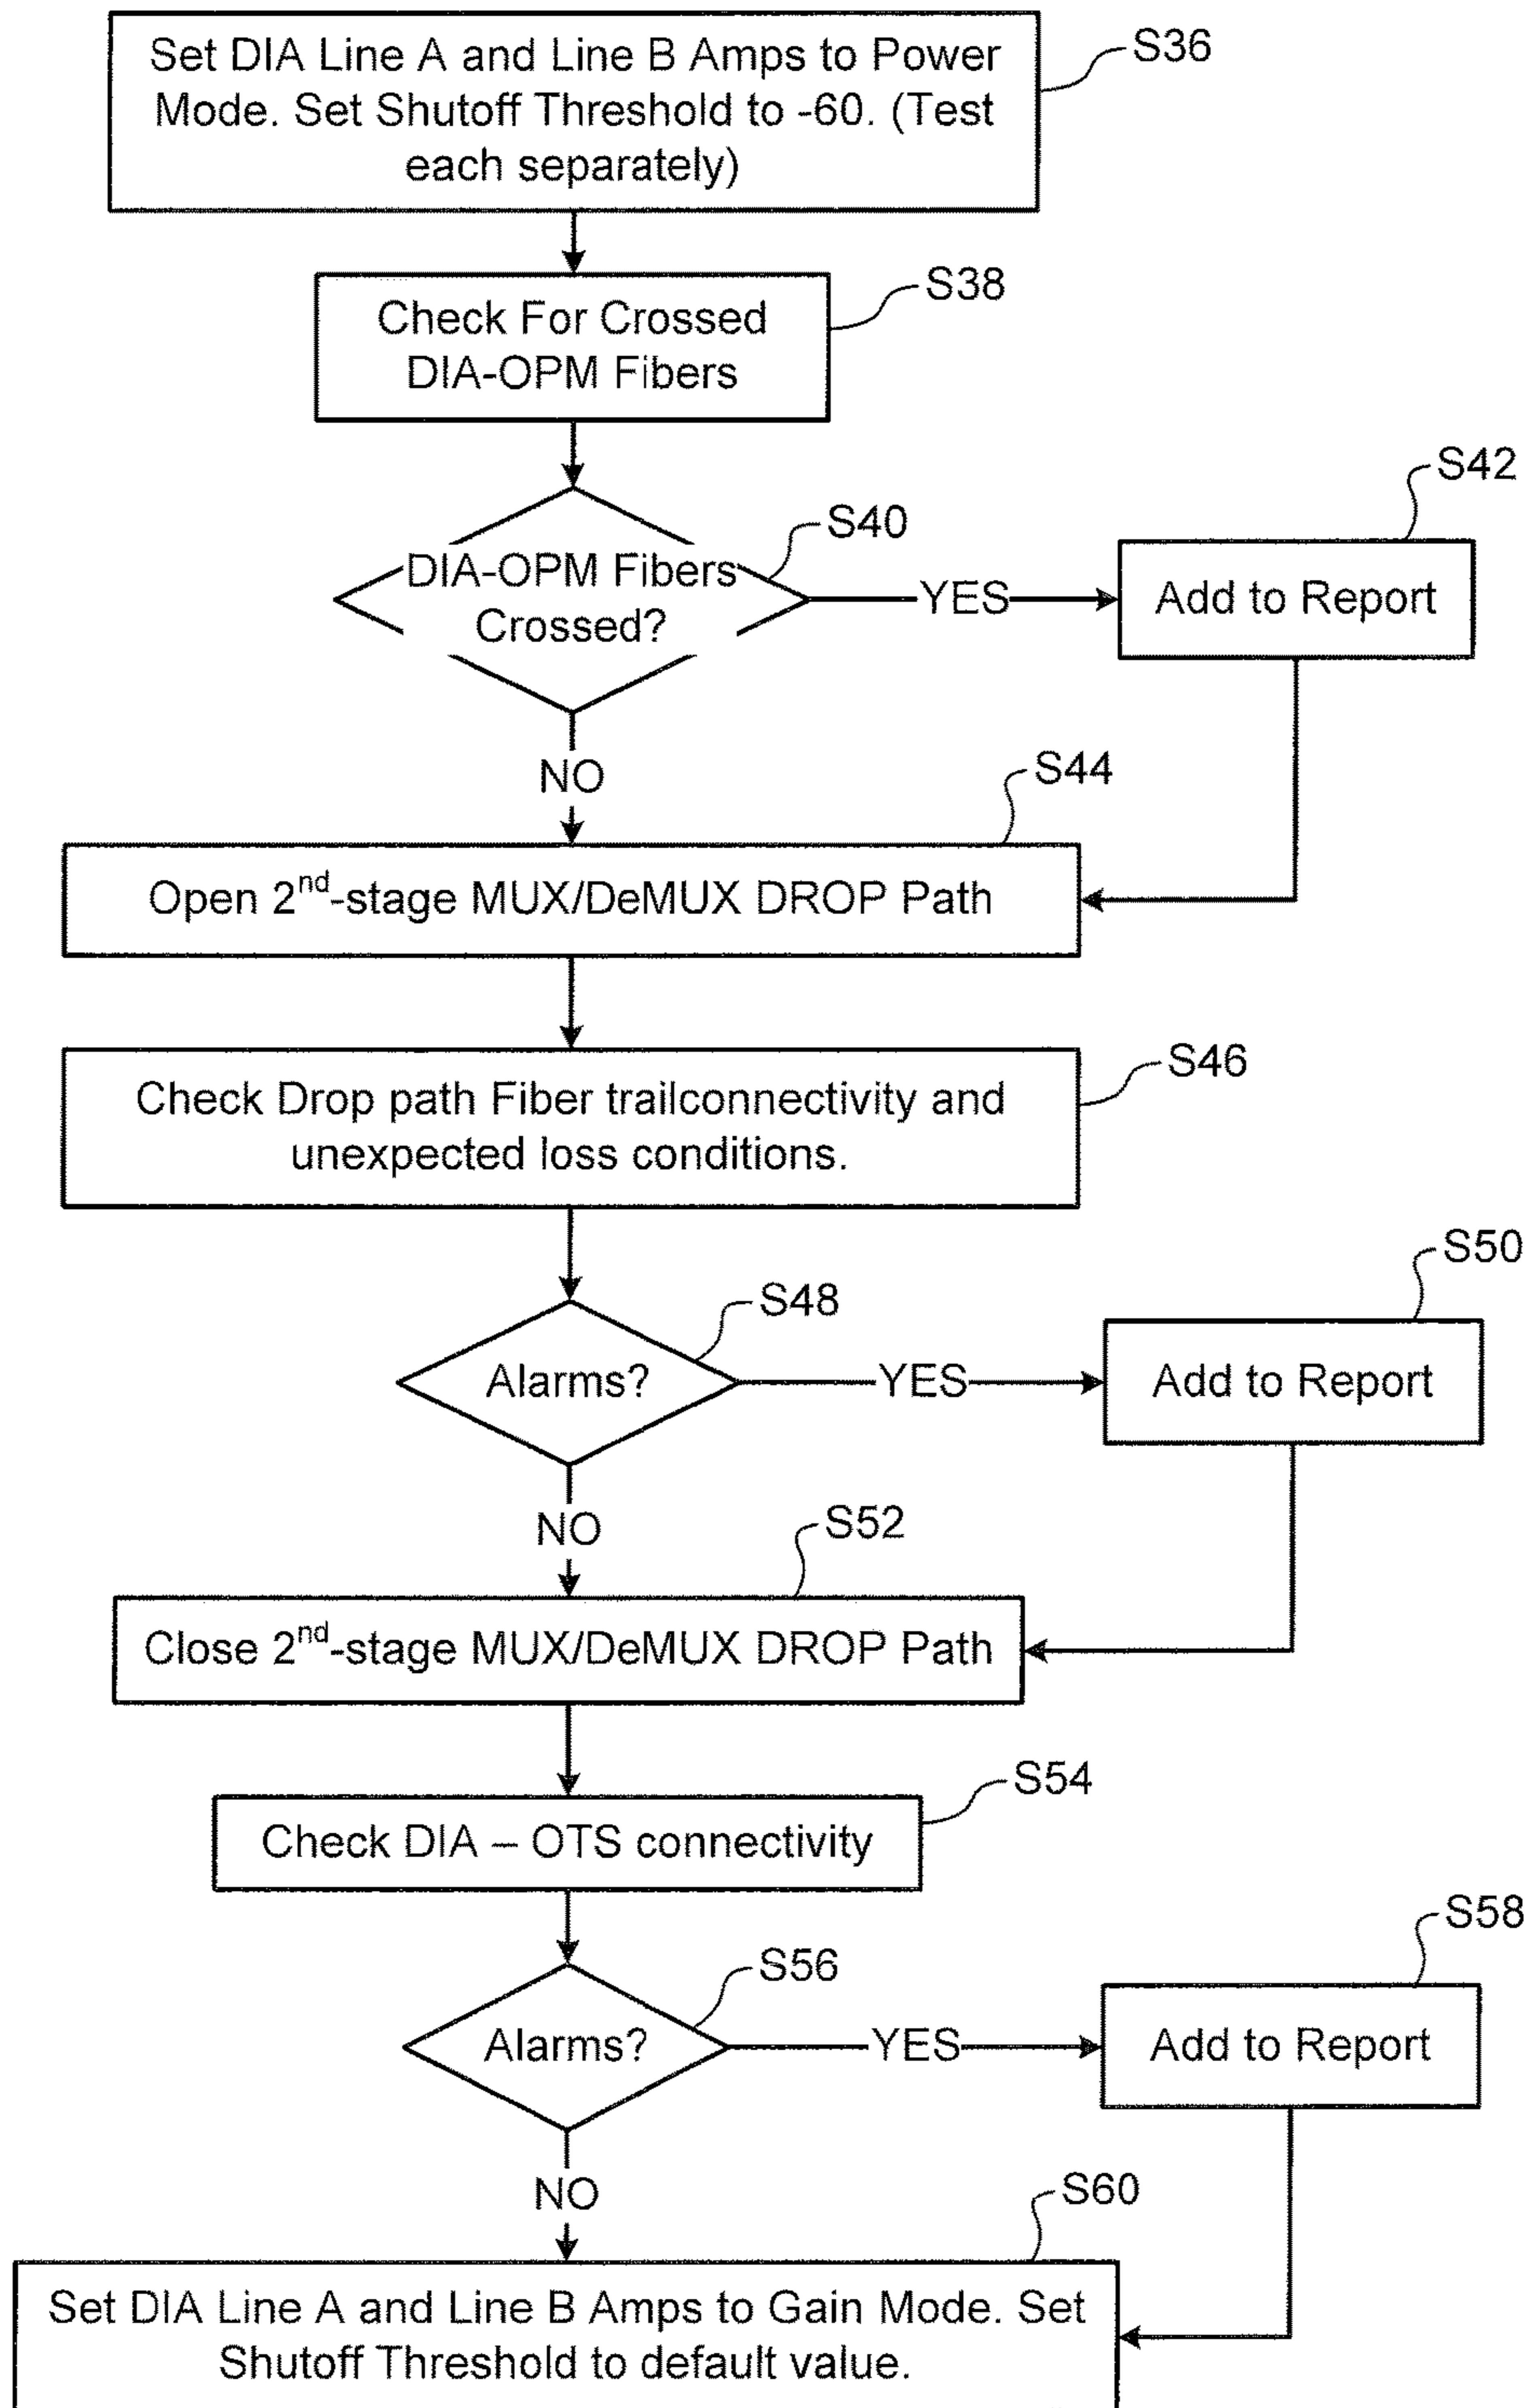 Set DIA Line A and Line B Amps to Power
Mode. Set Shutoff Threshold to -60. (Test
each separately)
S36
Check For Crossed
DIA-OPM Fibers
S38
DIA-OPM Fibers
Crossed?
S40
YES
Add to Report
S42
NO
Open 2nd-stage MUX/DeMUX DROP Path
S44
Check Drop path Fiber trailconnectivity and
unexpected loss conditions.
S46
Alarms?
S48
YES
Add to Report
S50
NO
Close 2nd-stage MUX/DeMUX DROP Path
S52
Check DIA – OTS connectivity
S54
Alarms?
S56
YES
Add to Report
S58
NO
Set DIA Line A and Line B Amps to Gain Mode. Set
Shutoff Threshold to default value.
S60